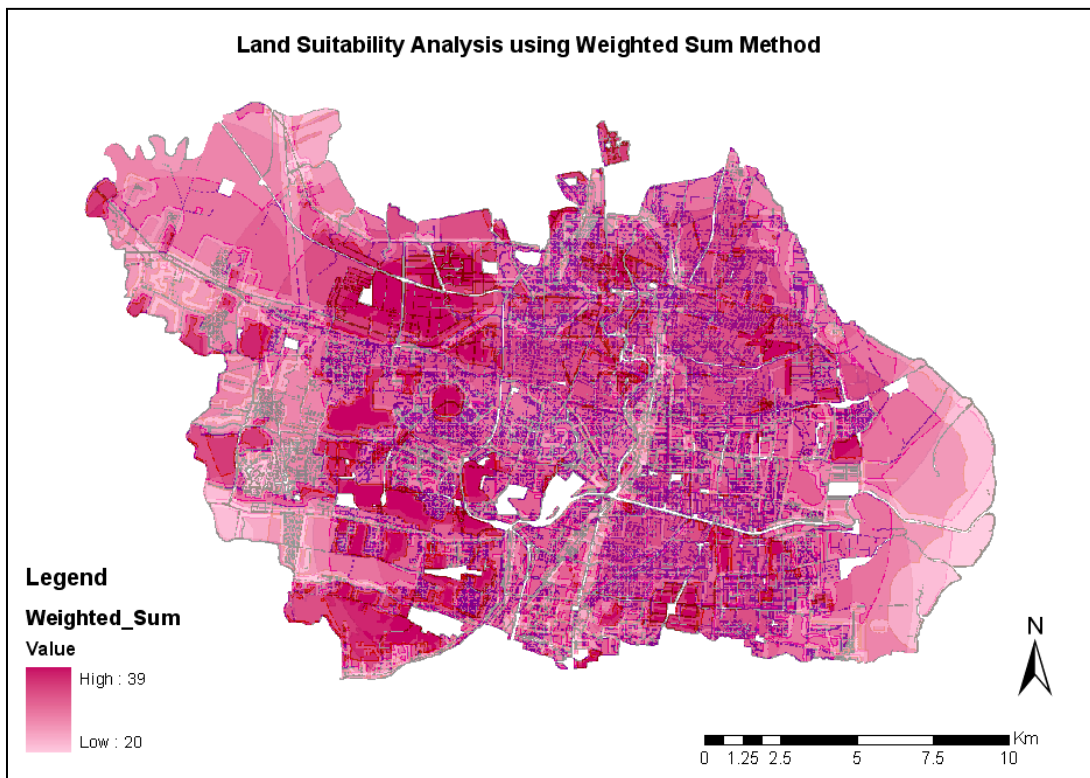 Land Suitability Analysis using Weighted Sum Method
Legend
Weighted_Sum
Value
High : 39
Low : 20
N
Km
0 1.25 2.5 5 7.5 10